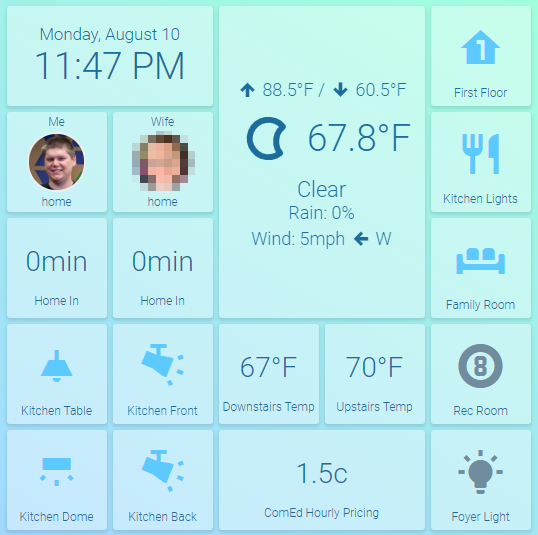 Monday, August 10
11:47 PM
Me
home
Wife
home
0min
Home In
0min
Home In
88.5°F / 60.5°F
67.8°F
Clear
Rain: 0%
Wind: 5mph W
1
First Floor
Kitchen Lights
Family Room
Kitchen Table
Kitchen Front
67°F
Downstairs Temp
70°F
Upstairs Temp
8
Rec Room
Kitchen Dome
Kitchen Back
1.5c
ComEd Hourly Pricing
Foyer Light